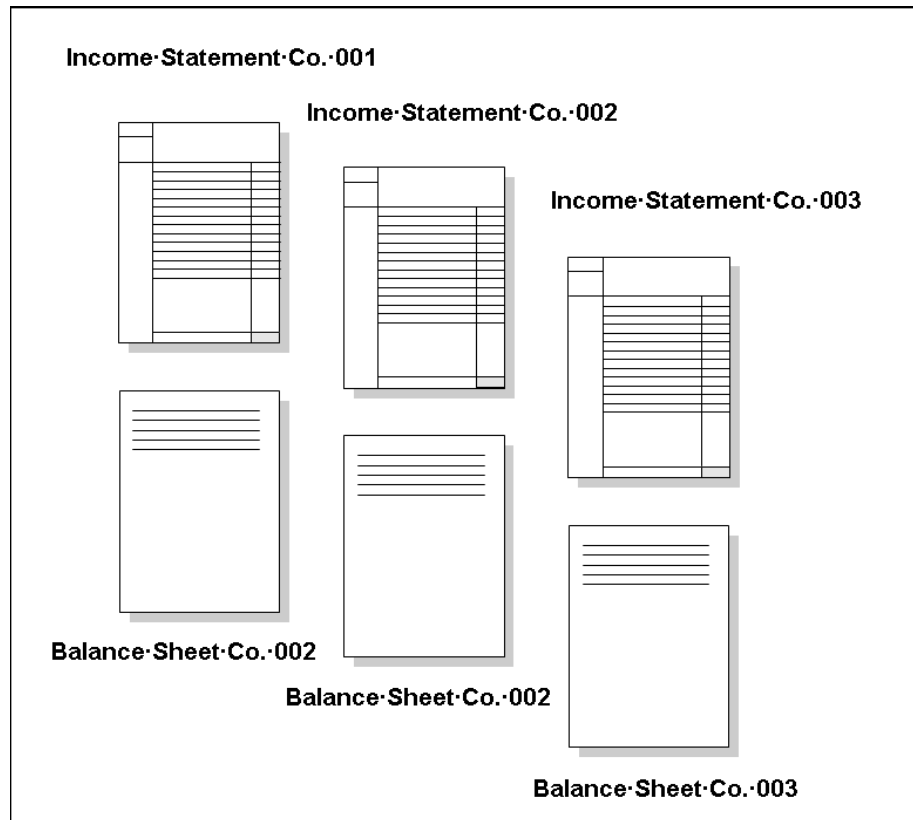 Income·Statement·Co.·001
Income·Statement·Co.·002
Income·Statement·Co.·003
Balance·Sheet·Co.·002
Balance·Sheet·Co.·002
Balance·Sheet·Co.·003